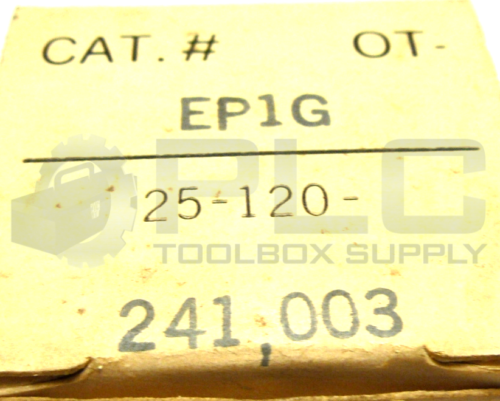 CAT. # OT-
EP1G
25-120-
PLC
TOOLBOX SUPPLY
241,003